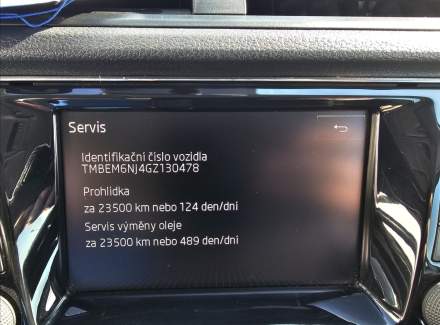 Servis
Identifikační číslo vozidla
TMBEM6NJ4GZ130478
Prohlídka
za 23500 km nebo 124 den/dní
Servis výměny oleje
za 23500 km nebo 489 den/dní